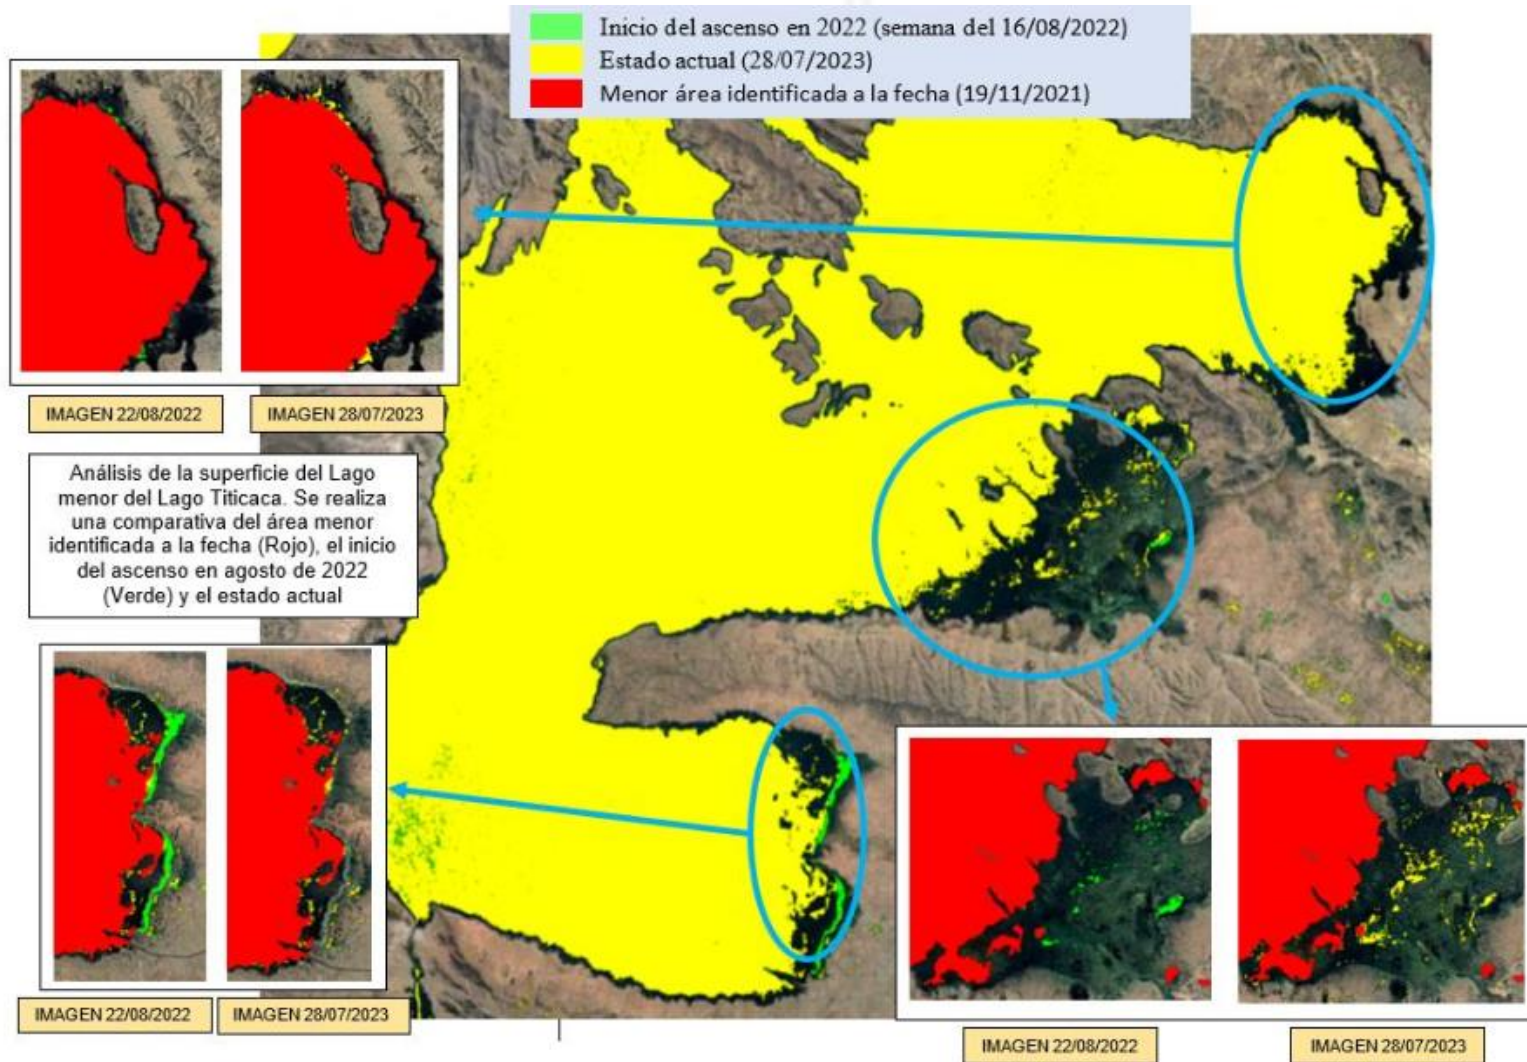 Inicio del ascenso en 2022 (semana del 16/08/2022)
Estado actual (28/07/2023)
Menor área identificada a la fecha (19/11/2021)
IMAGEN 22/08/2022
IMAGEN 28/07/2023
Análisis de la superficie del Lago
menor del Lago Titicaca. Se realiza
una comparativa del área menor
identificada a la fecha (Rojo), el inicio
del ascenso en agosto de 2022
(Verde) y el estado actual
IMAGEN 22/08/2022
IMAGEN 28/07/2023
IMAGEN 22/08/2022
IMAGEN 28/07/2023